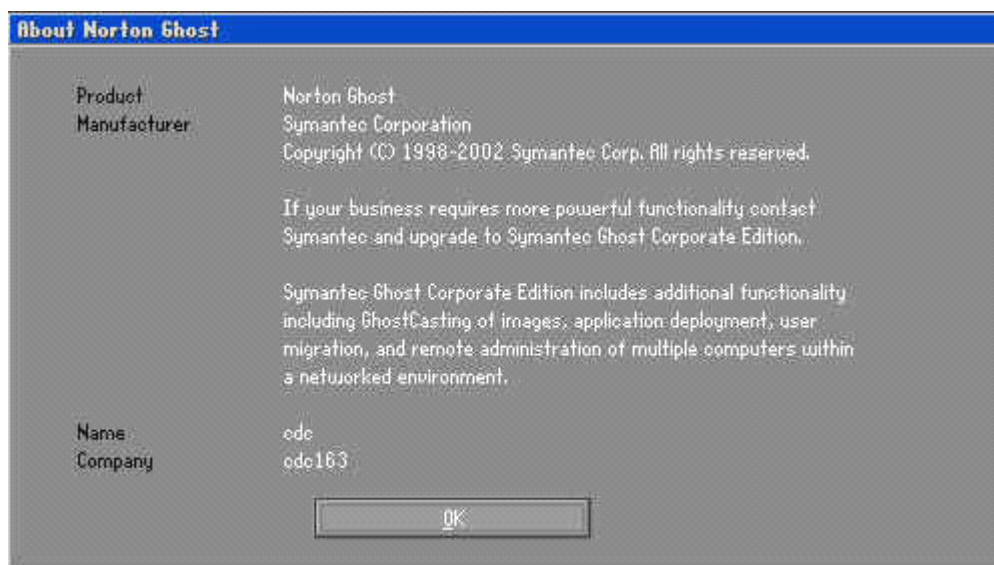 About Norton Ghost
Product Norton Ghost
Manufacturer Symantec Corporation
Copyright (C) 1998-2002 Symantec Corp. All rights reserved.
If your business requires more powerful functionality contact
Symantec and upgrade to Symantec Ghost Corporate Edition.
Symantec Ghost Corporate Edition includes additional functionality
including GhostCasting of images, application deployment, user
migration, and remote administration of multiple computers within
a networked environment.
Name cdc
Company cdc163
OK